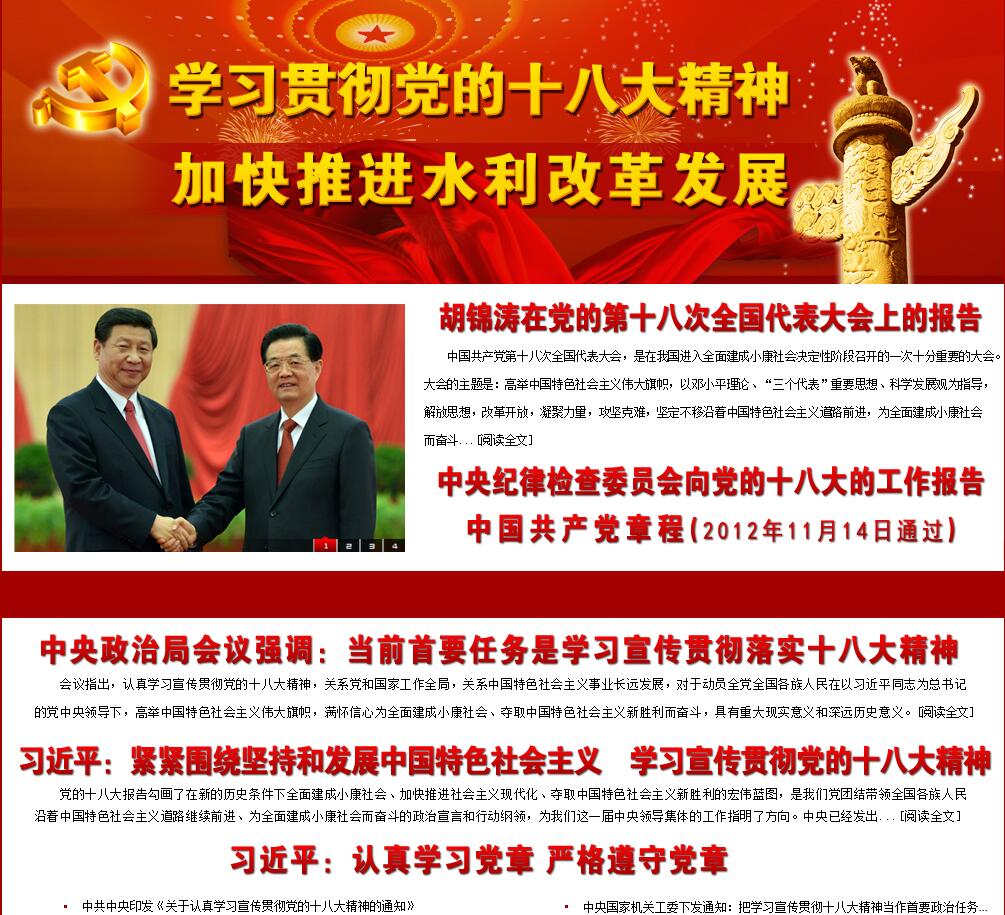 学习贯彻党的十八大精神
加快推进水利改革发展
胡锦涛在党的第十八次全国代表大会上的报告
中国共产党第十八次全国代表大会，是在我国进入全面建成小康社会决定性阶段召开的一次十分重要的大会。
大会的主题是：高举中国特色社会主义伟大旗帜，以邓小平理论、“三个代表”重要思想、科学发展观为指导，
解放思想，改革开放，凝聚力量，攻坚克难，坚定不移沿着中国特色社会主义道路前进，为全面建成小康社会
而奋斗...[阅读全文]
中央纪律检查委员会向党的十八大的工作报告
中国共产党章程(2012年11月14日通过)
1 2 3 4
中央政治局会议强调：当前首要任务是学习宣传贯彻落实十八大精神
会议指出，认真学习宣传贯彻党的十八大精神，关系党和国家工作全局，关系中国特色社会主义事业长远发展，对于动员全党全国各族人民在以习近平同志为总书记
的党中央领导下，高举中国特色社会主义伟大旗帜，满怀信心为全面建成小康社会、夺取中国特色社会主义新胜利而奋斗，具有重大现实意义和深远历史意义。[阅读全文]
习近平：紧紧围绕坚持和发展中国特色社会主义 学习宣传贯彻党的十八大精神
党的十八大报告勾画了在新的历史条件下全面建成小康社会、加快推进社会主义现代化、夺取中国特色社会主义新胜利的宏伟蓝图，是我们党团结带领全国各族人民
沿着中国特色社会主义道路继续前进、为全面建成小康社会而奋斗的政治宣言和行动纲领，为我们这一届中央领导集体的工作指明了方向。中央已经发出...[阅读全文]
习近平：认真学习党章 严格遵守党章
中共中央印发《关于认真学习宣传贯彻党的十八大精神的通知》
中央国家机关工委下发通知：把学习宣传贯彻十八大精神当作首要政治任务...